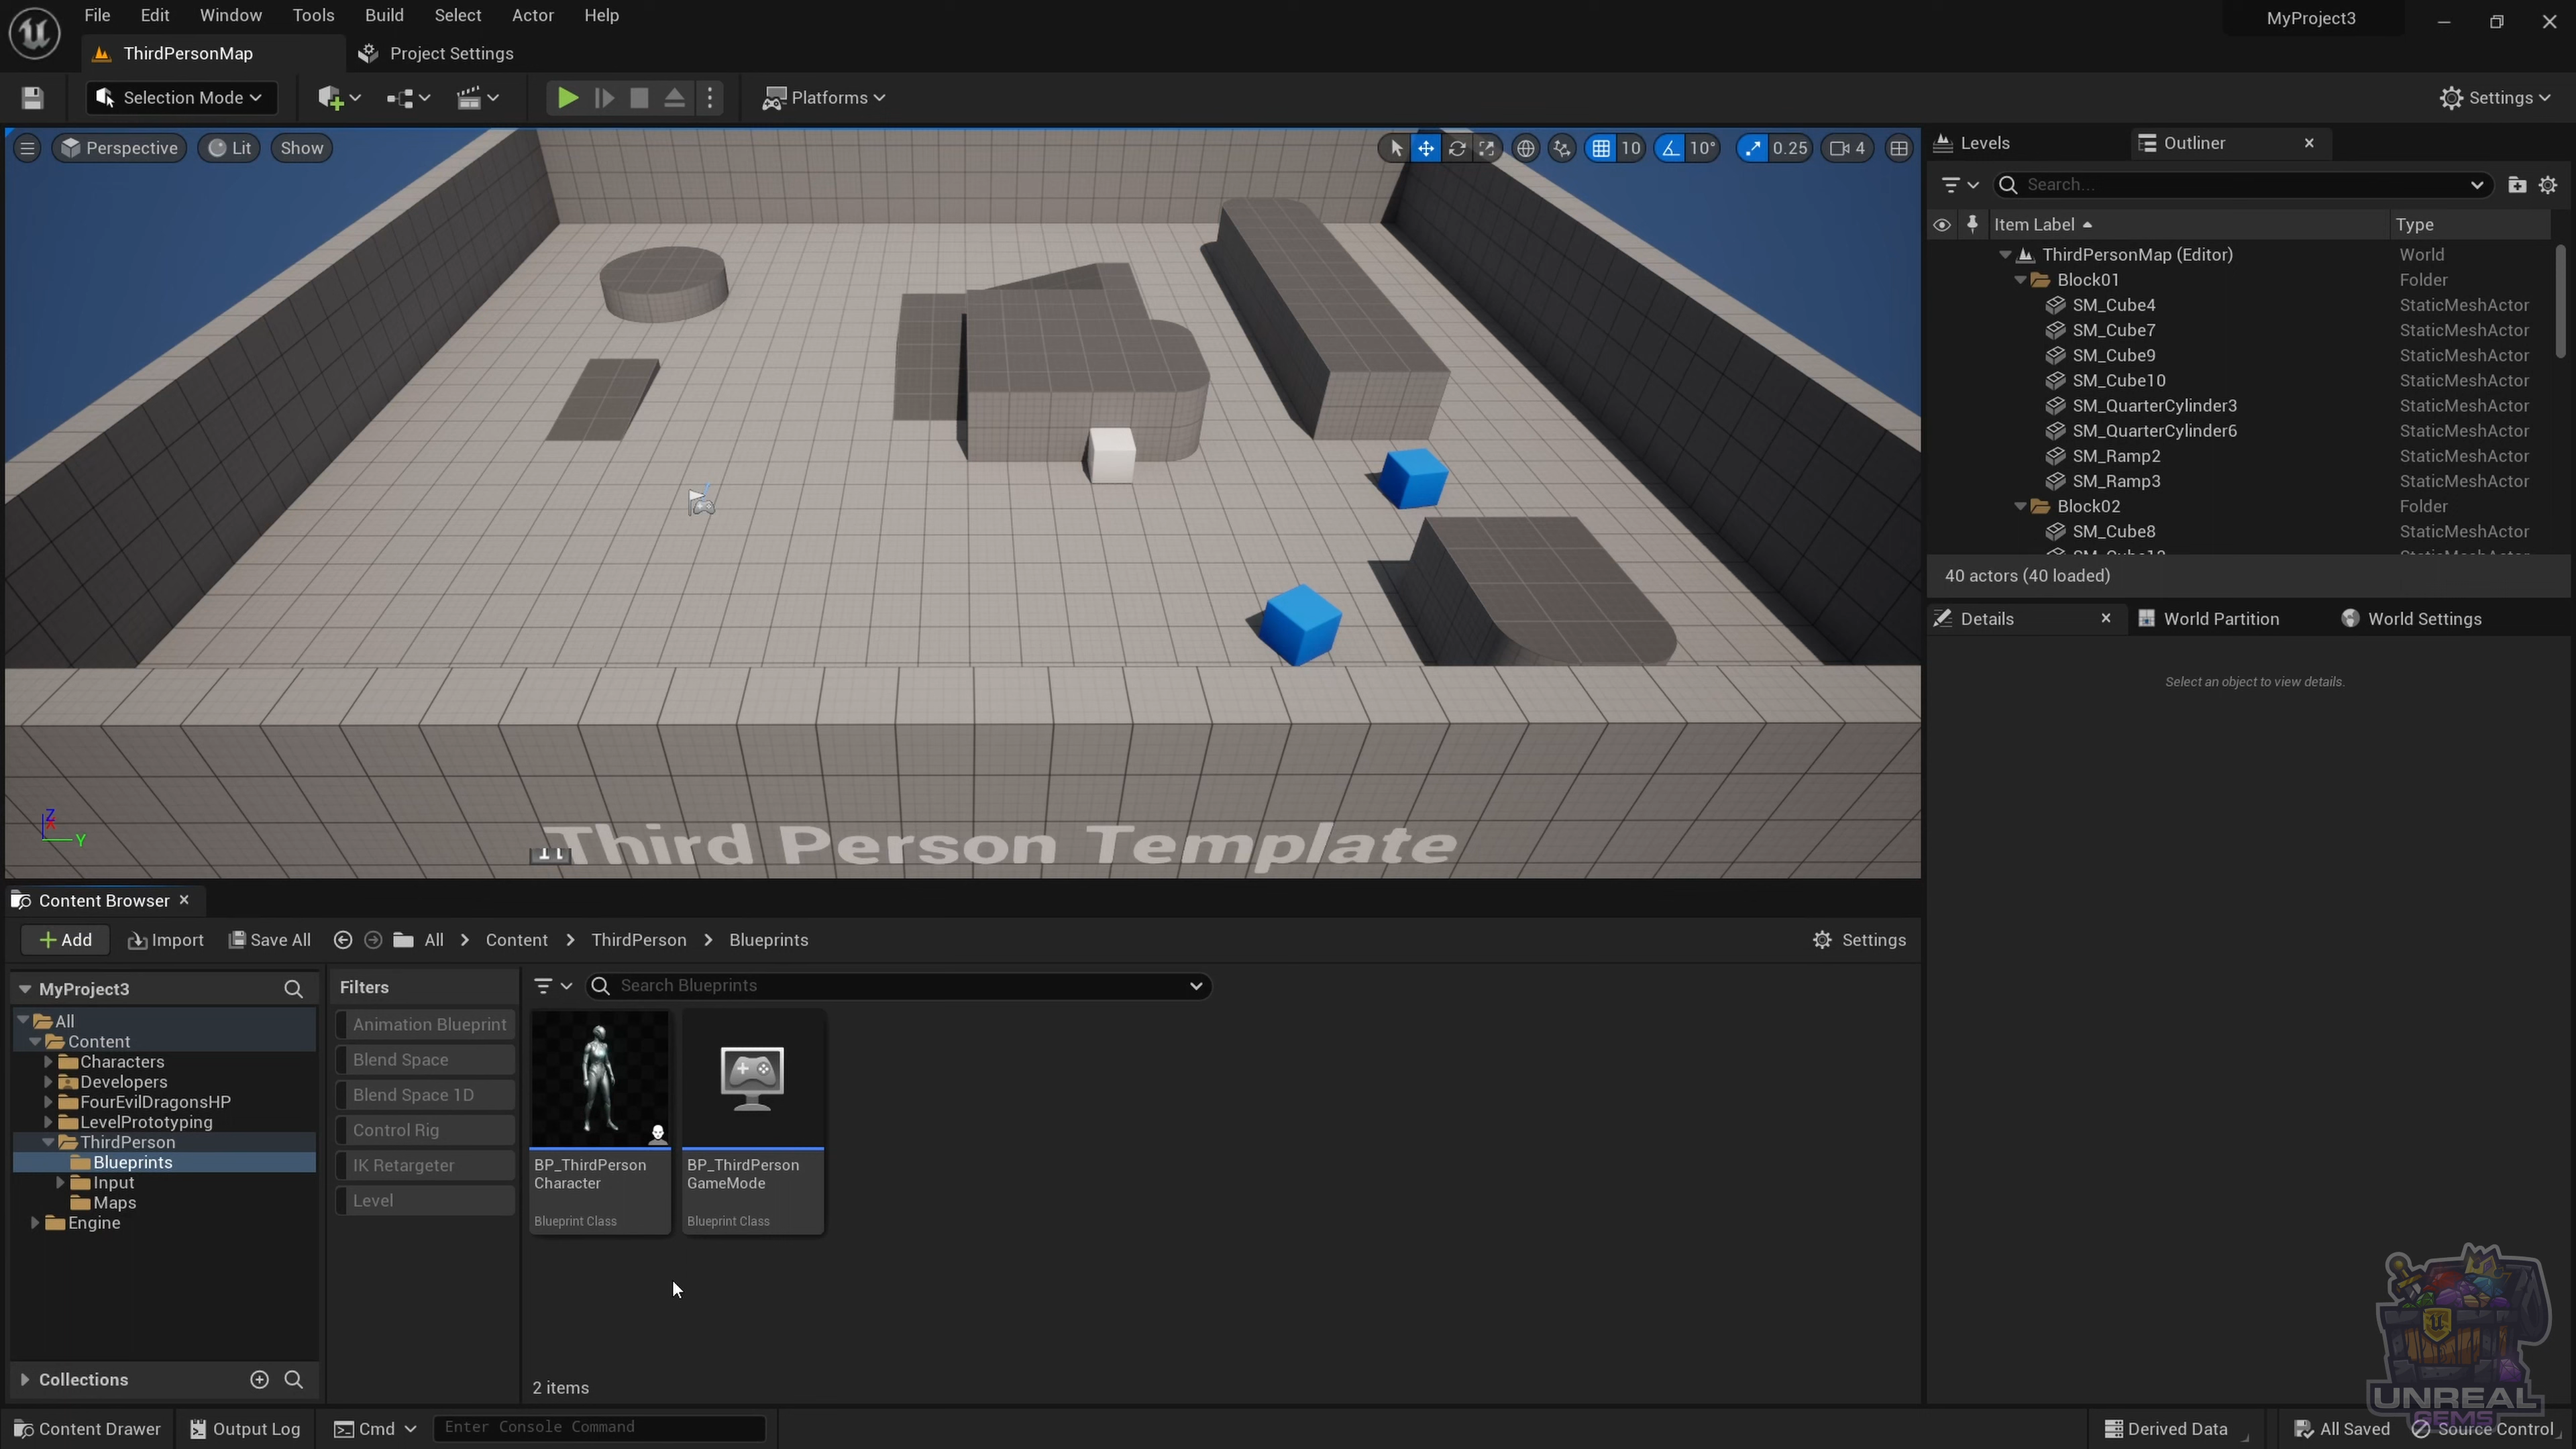 File Edit Window Tools Build Select Actor Help
MyProject3
ThirdPersonMap
Project Settings
Selection Mode
Platforms
Settings
Perspective
Lit
Show
10
10°
0.25
4
Levels
Outliner
Search...
Item Label
Type
ThirdPersonMap (Editor) World
Block01 Folder
SM_Cube4 StaticMeshActor
SM_Cube7 StaticMeshActor
SM_Cube9 StaticMeshActor
SM_Cube10 StaticMeshActor
SM_QuarterCylinder3 StaticMeshActor
SM_QuarterCylinder6 StaticMeshActor
SM_Ramp2 StaticMeshActor
SM_Ramp3 StaticMeshActor
Block02 Folder
SM_Cube8 StaticMeshActor
40 actors (40 loaded)
Details
World Partition
World Settings
Select an object to view details.
Z
X
Y
Third Person Template
Content Browser
Add
Import
Save All
All > Content > ThirdPerson > Blueprints
Settings
MyProject3
All
Content
Characters
Developers
FourEvilDragonsHP
LevelPrototyping
ThirdPerson
Blueprints
Input
Maps
Engine
Collections
Filters
Animation Blueprint
Blend Space
Blend Space 1D
Control Rig
IK Retargeter
Level
Search Blueprints
BP_ThirdPerson
Character
Blueprint Class
BP_ThirdPerson
GameMode
Blueprint Class
2 items
UNREAL
GEMS
Content Drawer
Output Log
Cmd
Enter Console Command
Derived Data
All Saved
Source Control